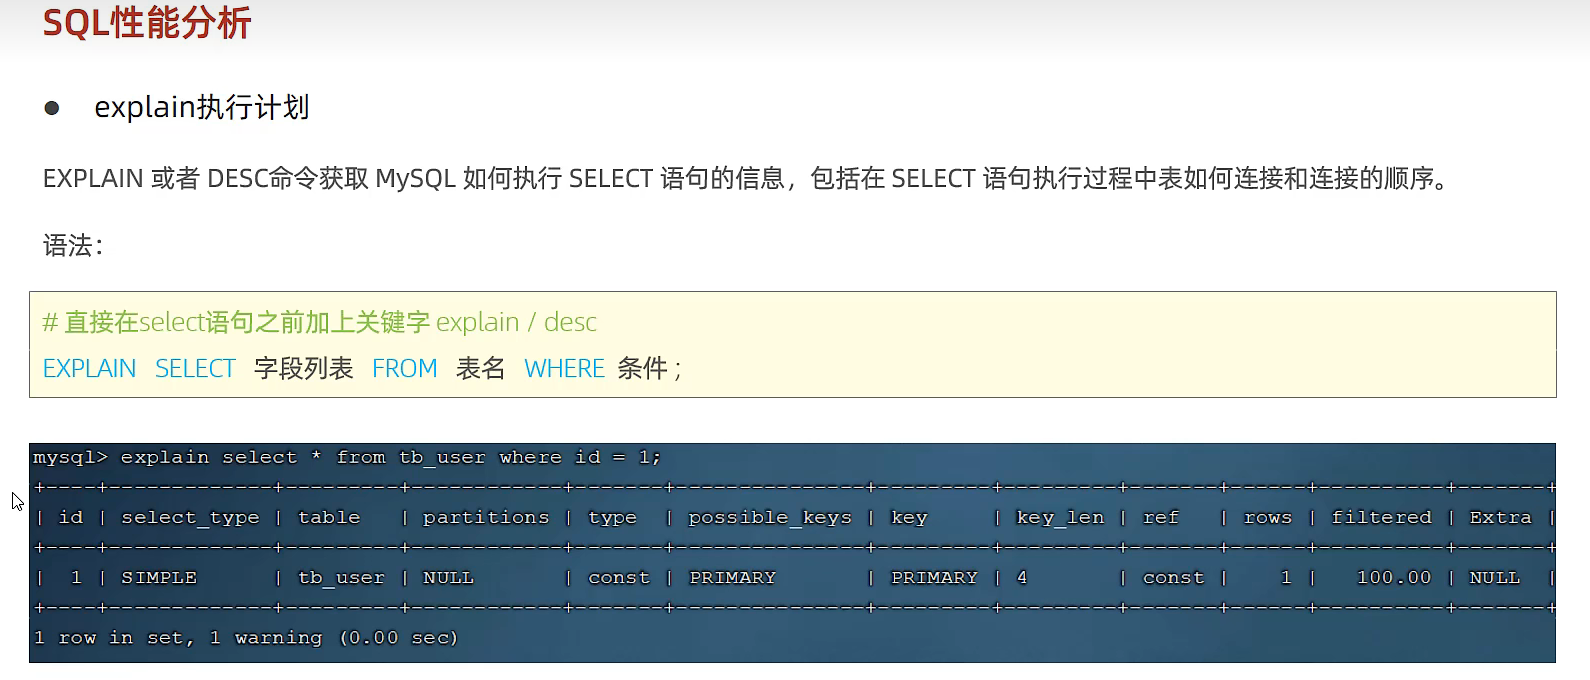 SQL性能分析
● explain执行计划
EXPLAIN 或者 DESC命令获取 MySQL 如何执行 SELECT 语句的信息，包括在 SELECT 语句执行过程中表如何连接和连接的顺序。
语法：
# 直接在select语句之前加上关键字 explain / desc
EXPLAIN SELECT 字段列表 FROM 表名 WHERE 条件 ;
mysql> explain select * from tb_user where id = 1;
+----+-------------+---------+------------+-------+---------------+---------+---------+-------+------+----------+-------+
| id | select_type | table   | partitions | type  | possible_keys | key     | key_len | ref   | rows | filtered | Extra |
+----+-------------+---------+------------+-------+---------------+---------+---------+-------+------+----------+-------+
|  1 | SIMPLE      | tb_user | NULL       | const | PRIMARY       | PRIMARY | 4       | const |    1 |   100.00 | NULL  |
+----+-------------+---------+------------+-------+---------------+---------+---------+-------+------+----------+-------+
1 row in set, 1 warning (0.00 sec)